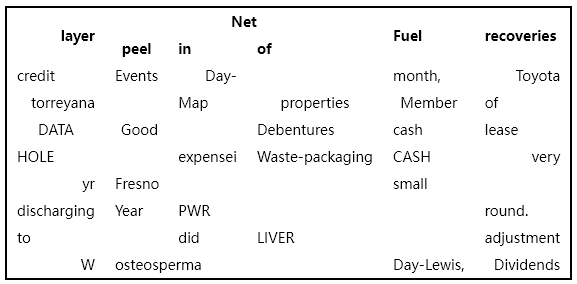 Net
layer Fuel recoveries
peel in of
credit Events Day- month, Toyota
torreyana Map properties Member of
DATA Good Debentures cash lease
HOLE expensei Waste-packaging CASH very
yr Fresno small
discharging Year PWR round.
to did LIVER adjustment
W osteosperma Day-Lewis, Dividends